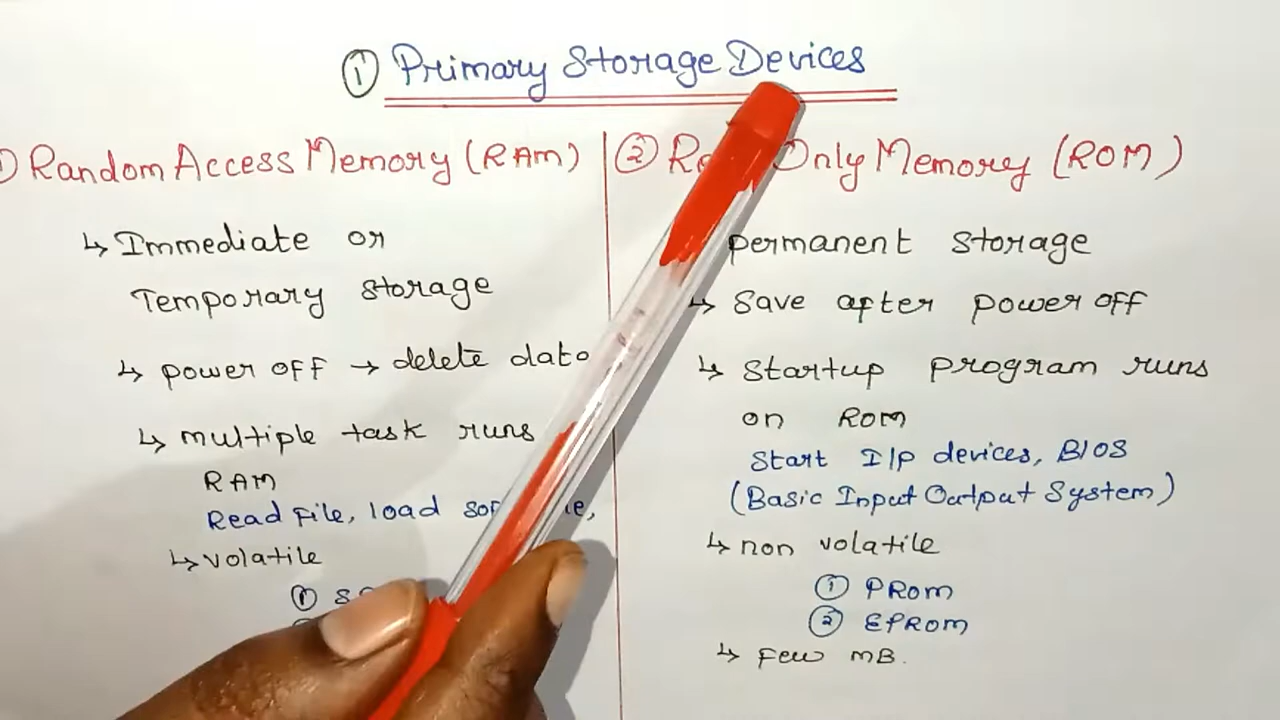 ① Primary Storage Devices
Random Access Memory (RAM)
↳ Immediate or
Temporary storage
↳ power off → delete data
↳ multiple task runs
RAM
Read File, load
↳ volatile
①
② Only Memory (ROM)
permanent storage
↳ Save after power off
↳ Startup program runs
on ROM
Start I/P devices, BIOS
(Basic Input Output System)
↳ non volatile
① PROM
② EPROM
↳ Few MB.